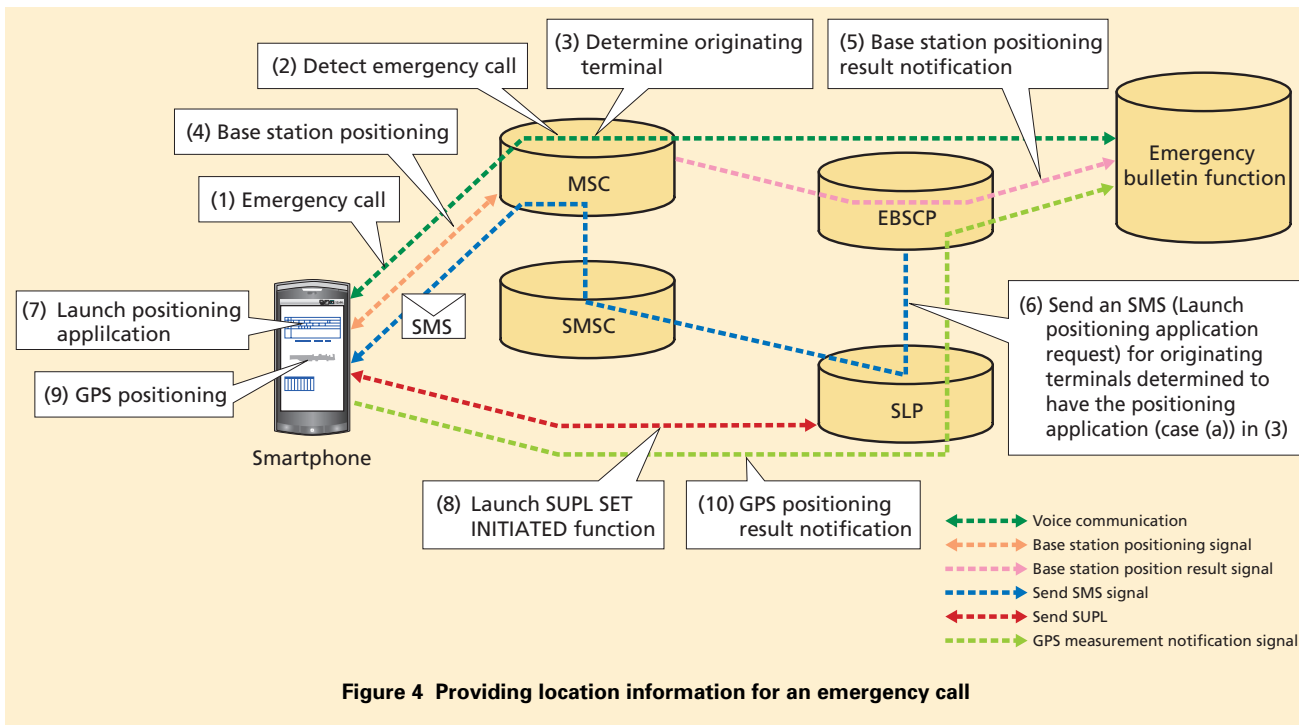 (2) Detect emergency call
(3) Determine originating
terminal
(5) Base station positioning
result notification
(4) Base station positioning
(1) Emergency call
MSC
EBSCP
Emergency
bulletin function
(7) Launch positioning
applilcation
SMS
SMSC
(6) Send an SMS (Launch
positioning application
request) for originating
terminals determined to
have the positioning
application (case (a)) in (3)
(9) GPS positioning
SLP
Smartphone
(8) Launch SUPL SET
INITIATED function
(10) GPS positioning
result notification
Voice communication
Base station positioning signal
Base station position result signal
Send SMS signal
Send SUPL
GPS measurement notification signal
Figure 4 Providing location information for an emergency call